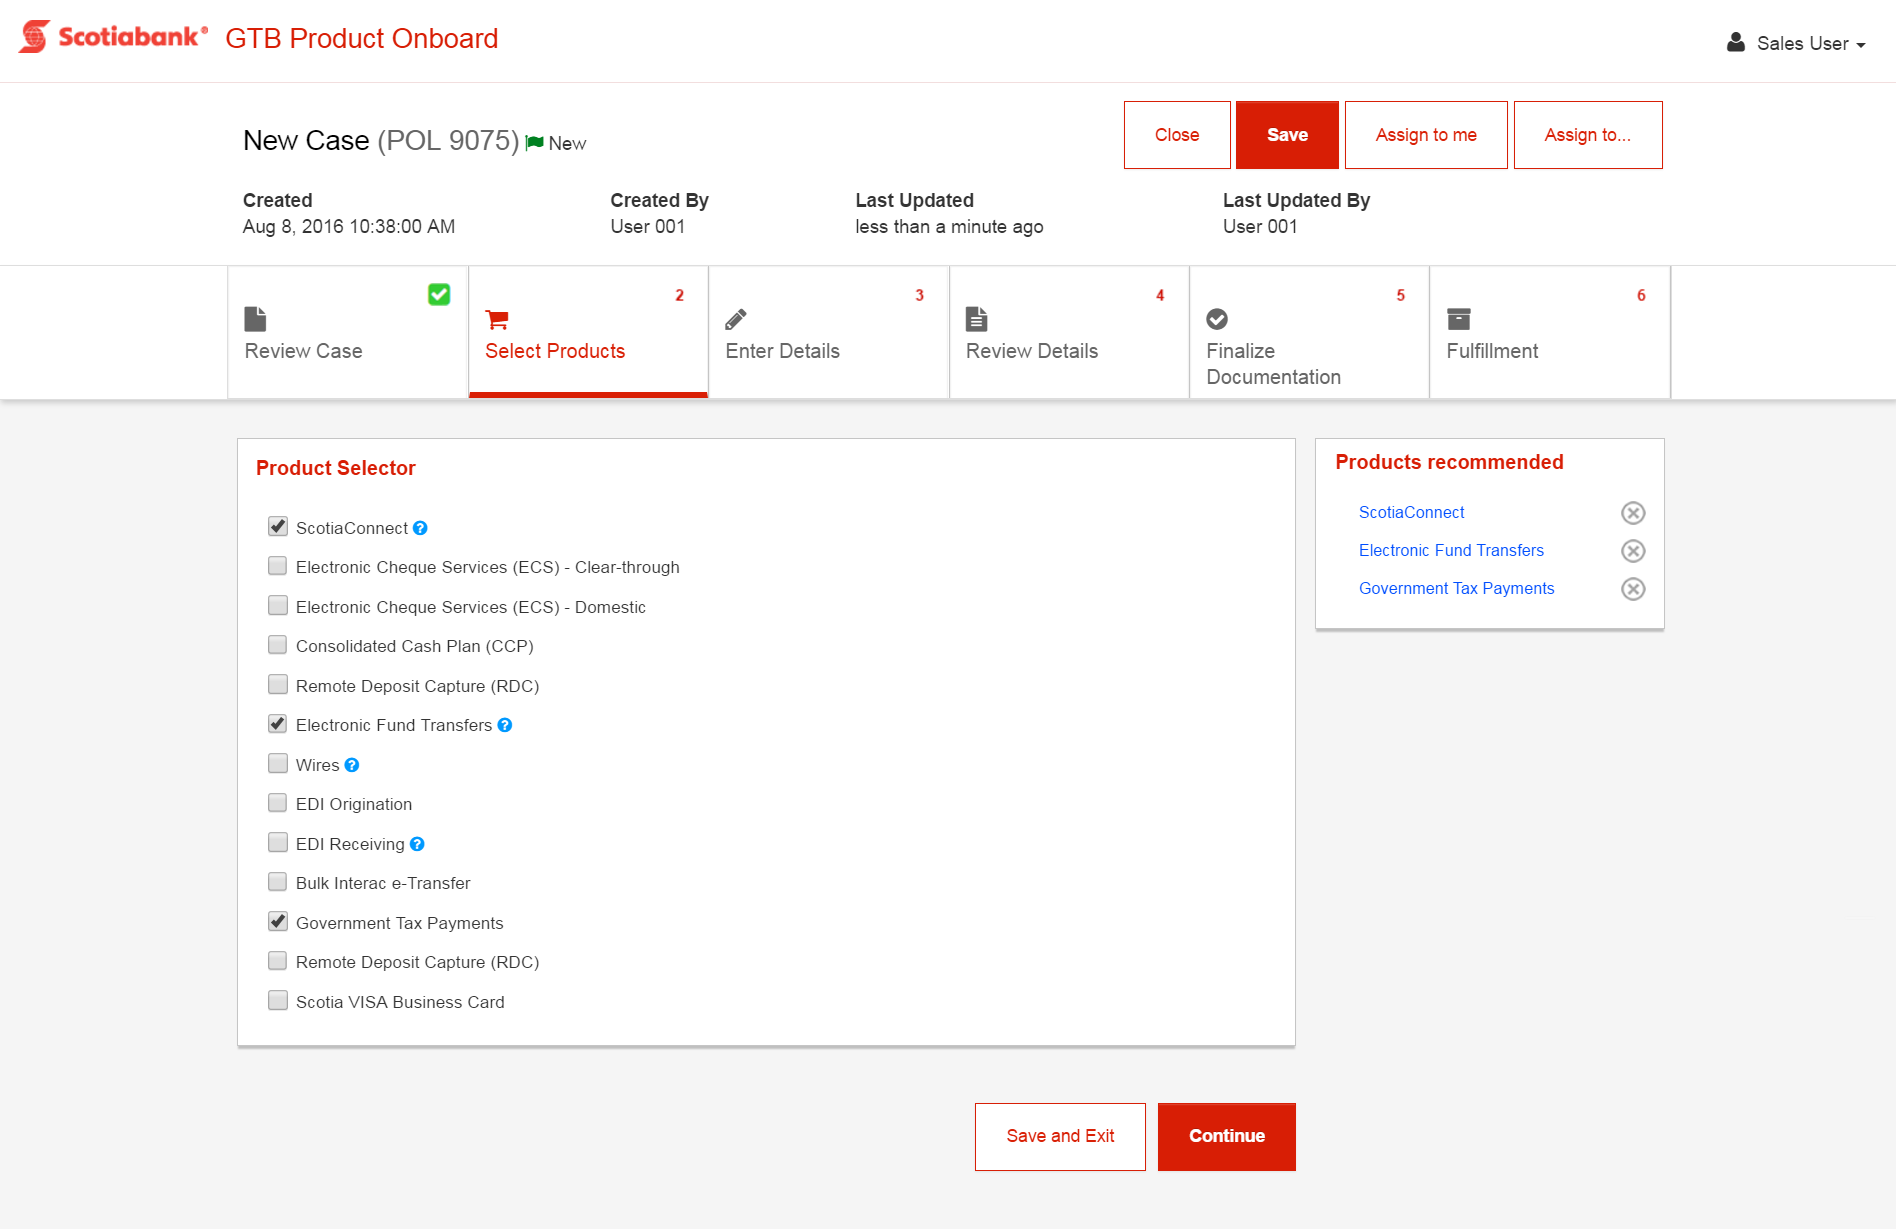 Scotiabank®
GTB Product Onboard
Sales User
New Case (POL 9075) New
Close
Save
Assign to me
Assign to...
Created
Aug 8, 2016 10:38:00 AM
Created By
User 001
Last Updated
less than a minute ago
Last Updated By
User 001
Review Case
2
Select Products
3
Enter Details
4
Review Details
5
Finalize
Documentation
6
Fulfillment
Product Selector
ScotiaConnect ?
Electronic Cheque Services (ECS) - Clear-through
Electronic Cheque Services (ECS) - Domestic
Consolidated Cash Plan (CCP)
Remote Deposit Capture (RDC)
Electronic Fund Transfers ?
Wires ?
EDI Origination
EDI Receiving ?
Bulk Interac e-Transfer
Government Tax Payments
Remote Deposit Capture (RDC)
Scotia VISA Business Card
Products recommended
ScotiaConnect
Electronic Fund Transfers
Government Tax Payments
Save and Exit
Continue